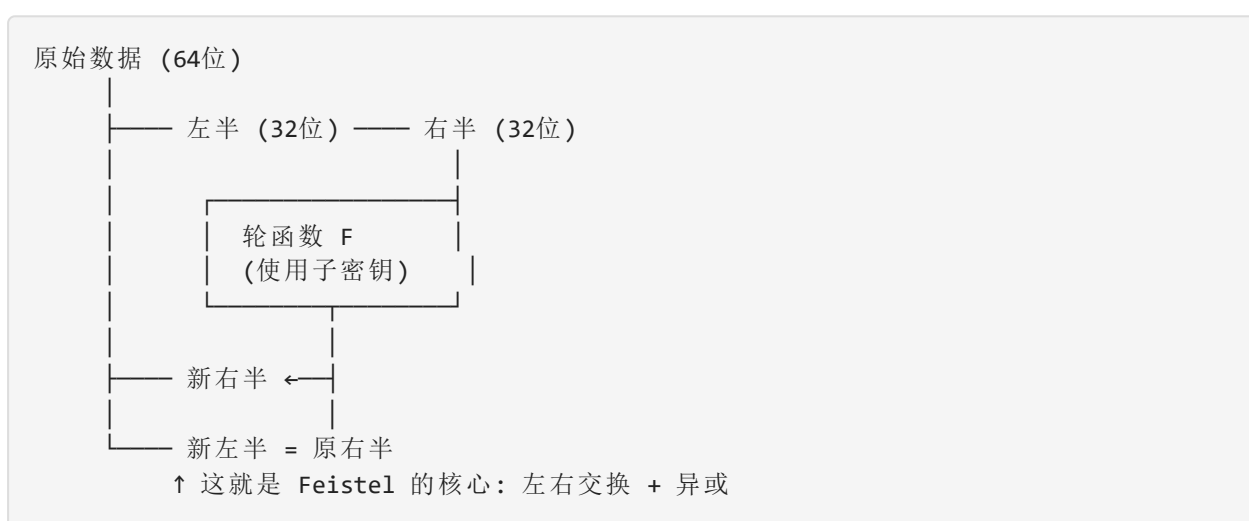 原始数据 (64位)
左半 (32位) 右半 (32位)
轮函数 F
(使用子密钥)
新右半 ←
新左半 = 原右半
↑ 这就是 Feistel 的核心: 左右交换 + 异或